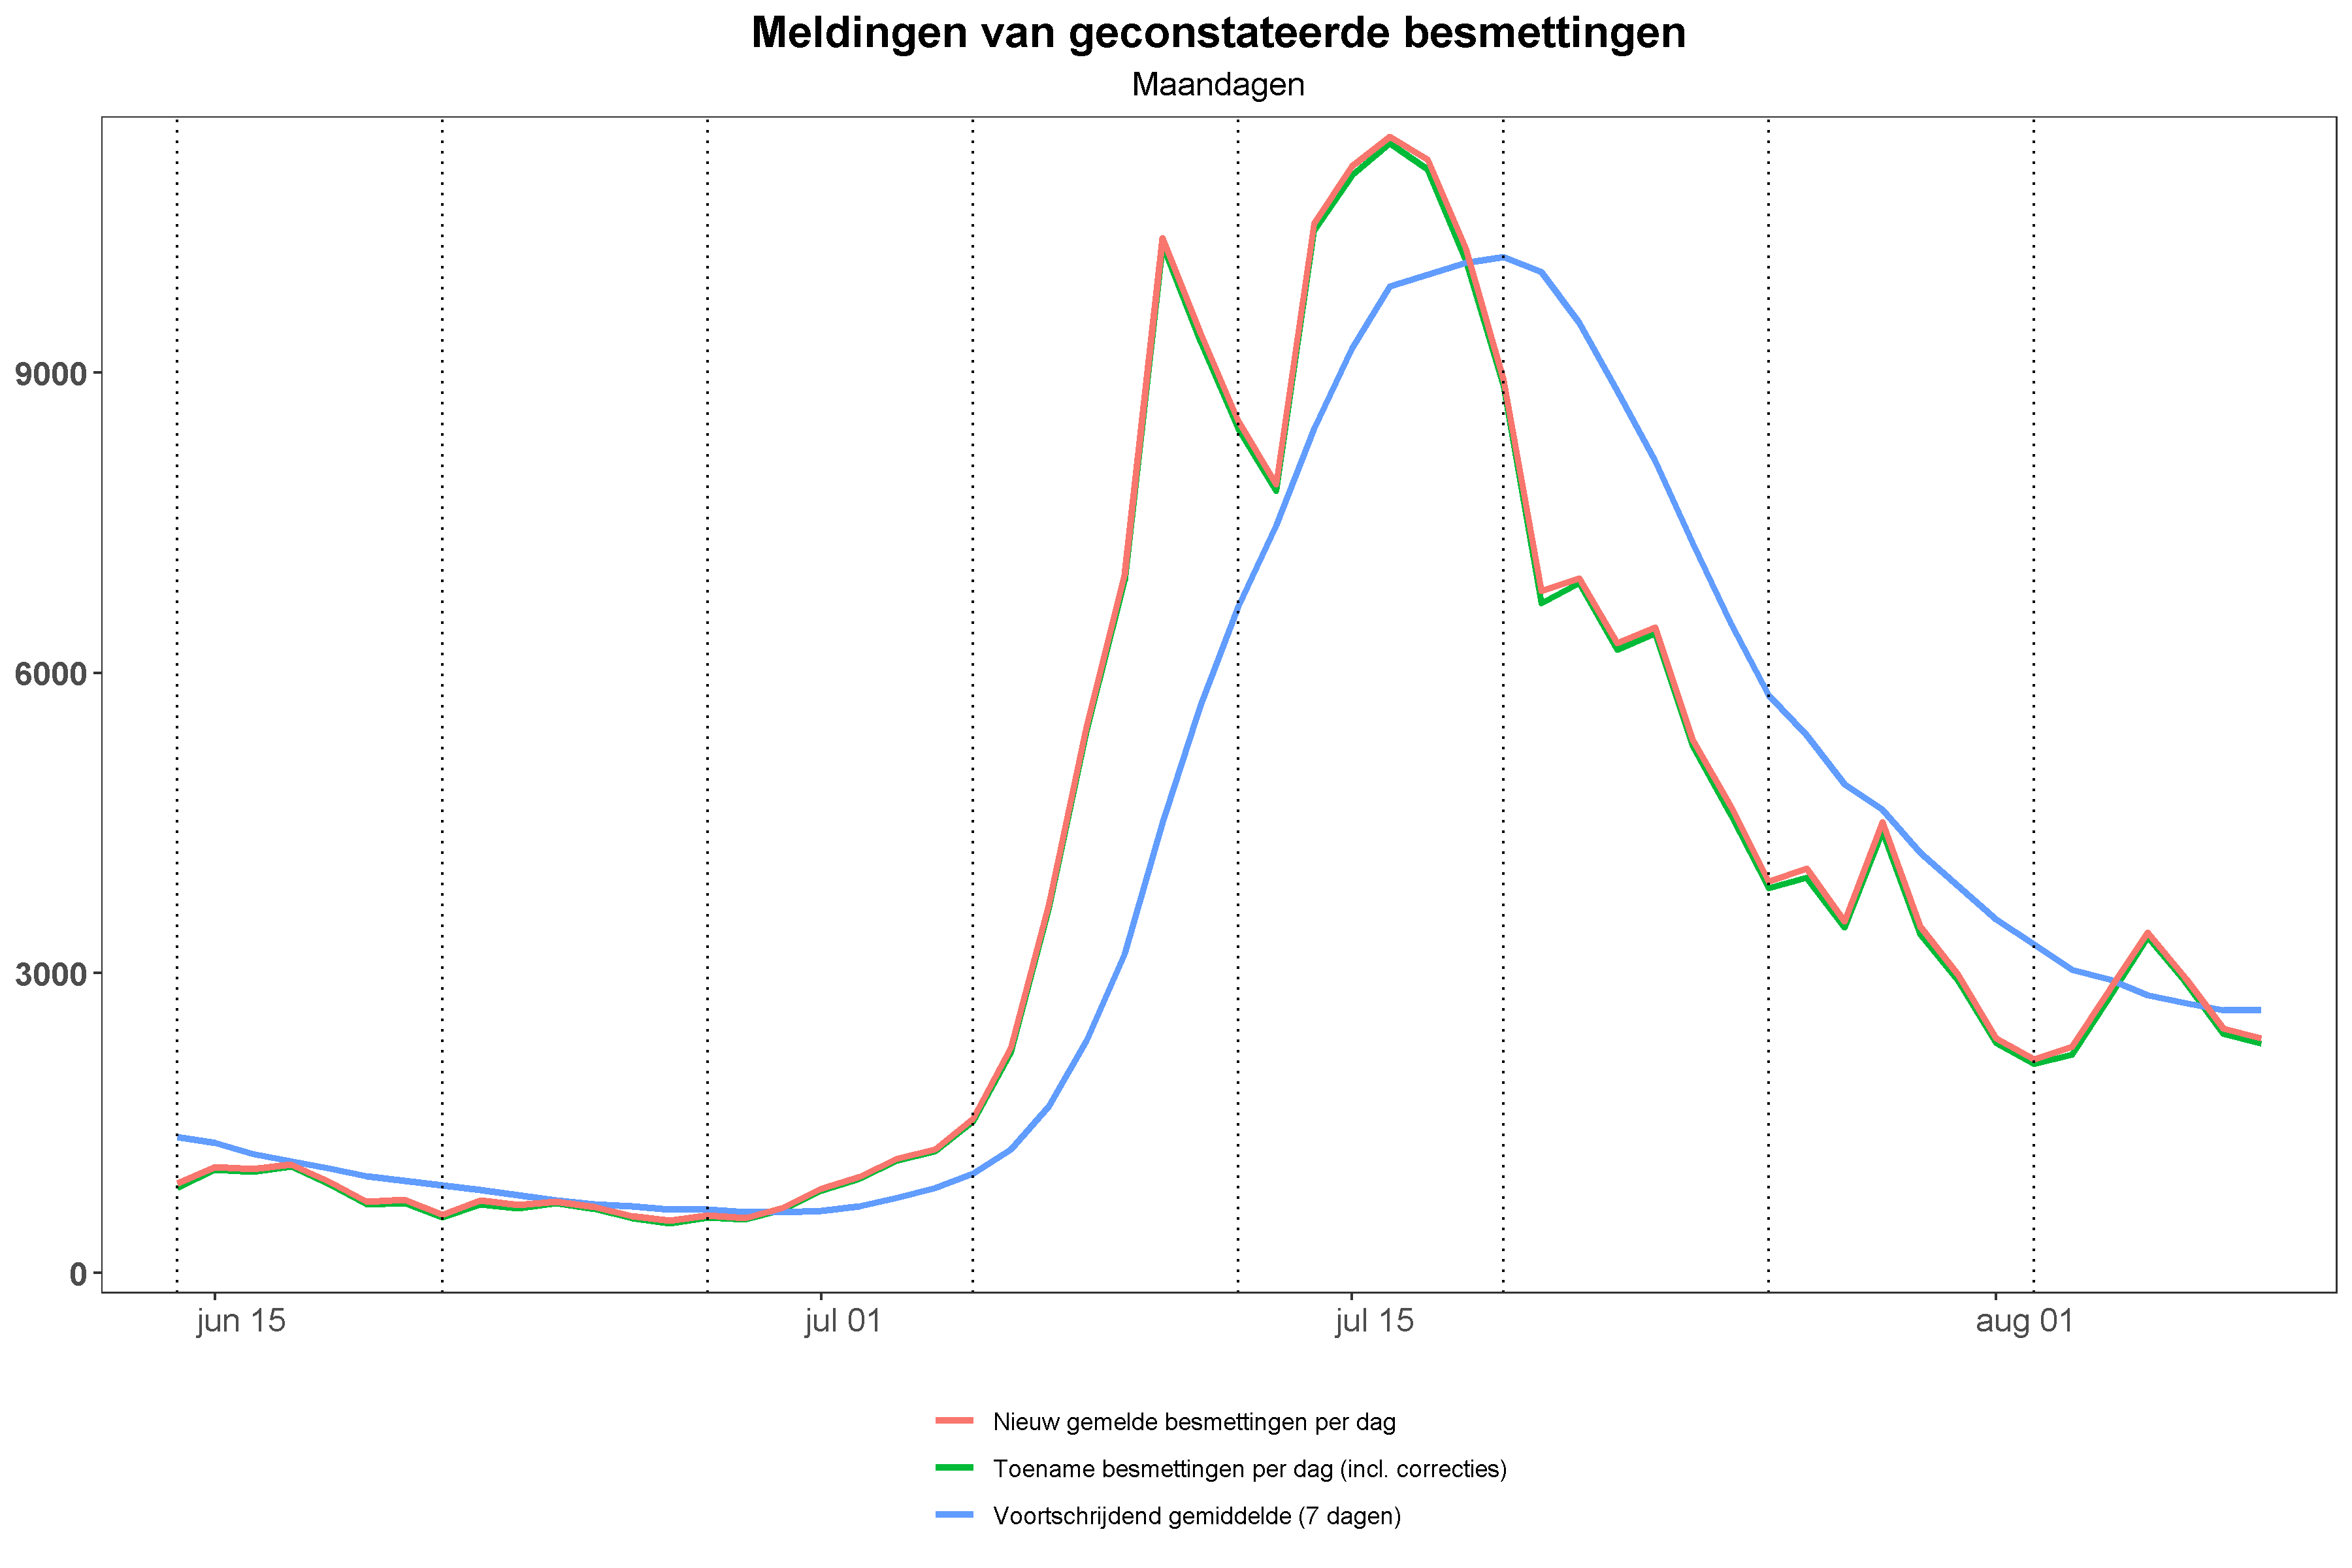 Meldingen van geconstateerde besmettingen
Maandagen
9000
6000
3000
0
jun 15
jul 01
jul 15
aug 01
Nieuw gemelde besmettingen per dag
Toename besmettingen per dag (incl. correcties)
Voortschrijdend gemiddelde (7 dagen)